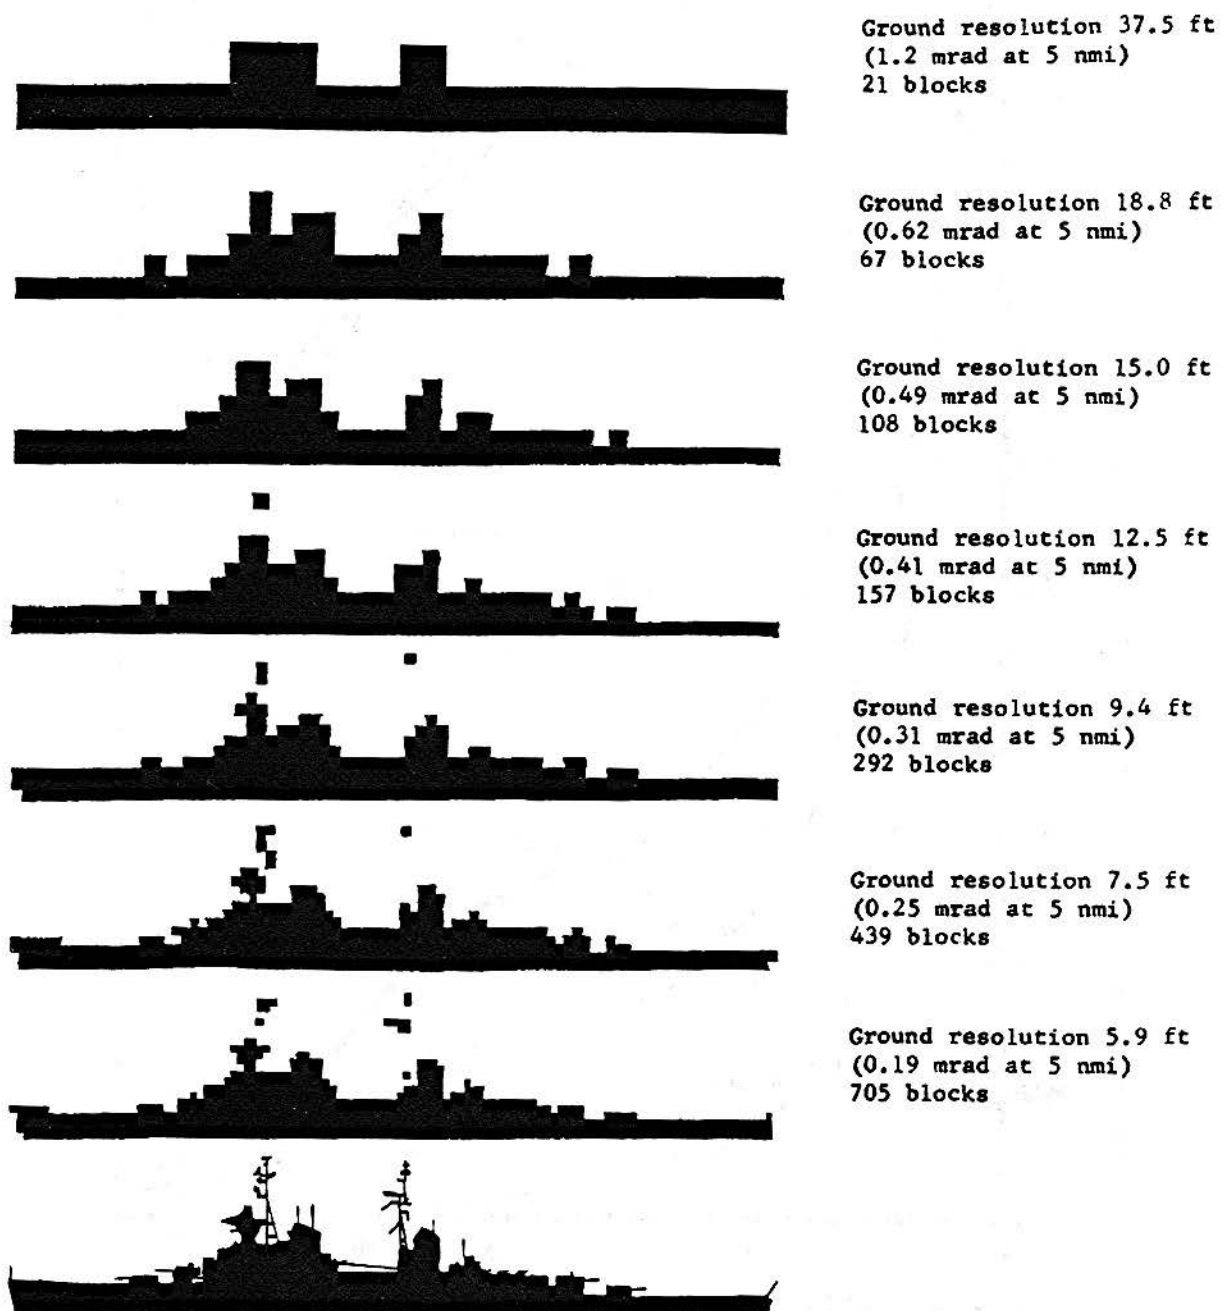 Ground resolution 37.5 ft
(1.2 mrad at 5 nmi)
21 blocks
Ground resolution 18.8 ft
(0.62 mrad at 5 nmi)
67 blocks
Ground resolution 15.0 ft
(0.49 mrad at 5 nmi)
108 blocks
Ground resolution 12.5 ft
(0.41 mrad at 5 nmi)
157 blocks
Ground resolution 9.4 ft
(0.31 mrad at 5 nmi)
292 blocks
Ground resolution 7.5 ft
(0.25 mrad at 5 nmi)
439 blocks
Ground resolution 5.9 ft
(0.19 mrad at 5 nmi)
705 blocks